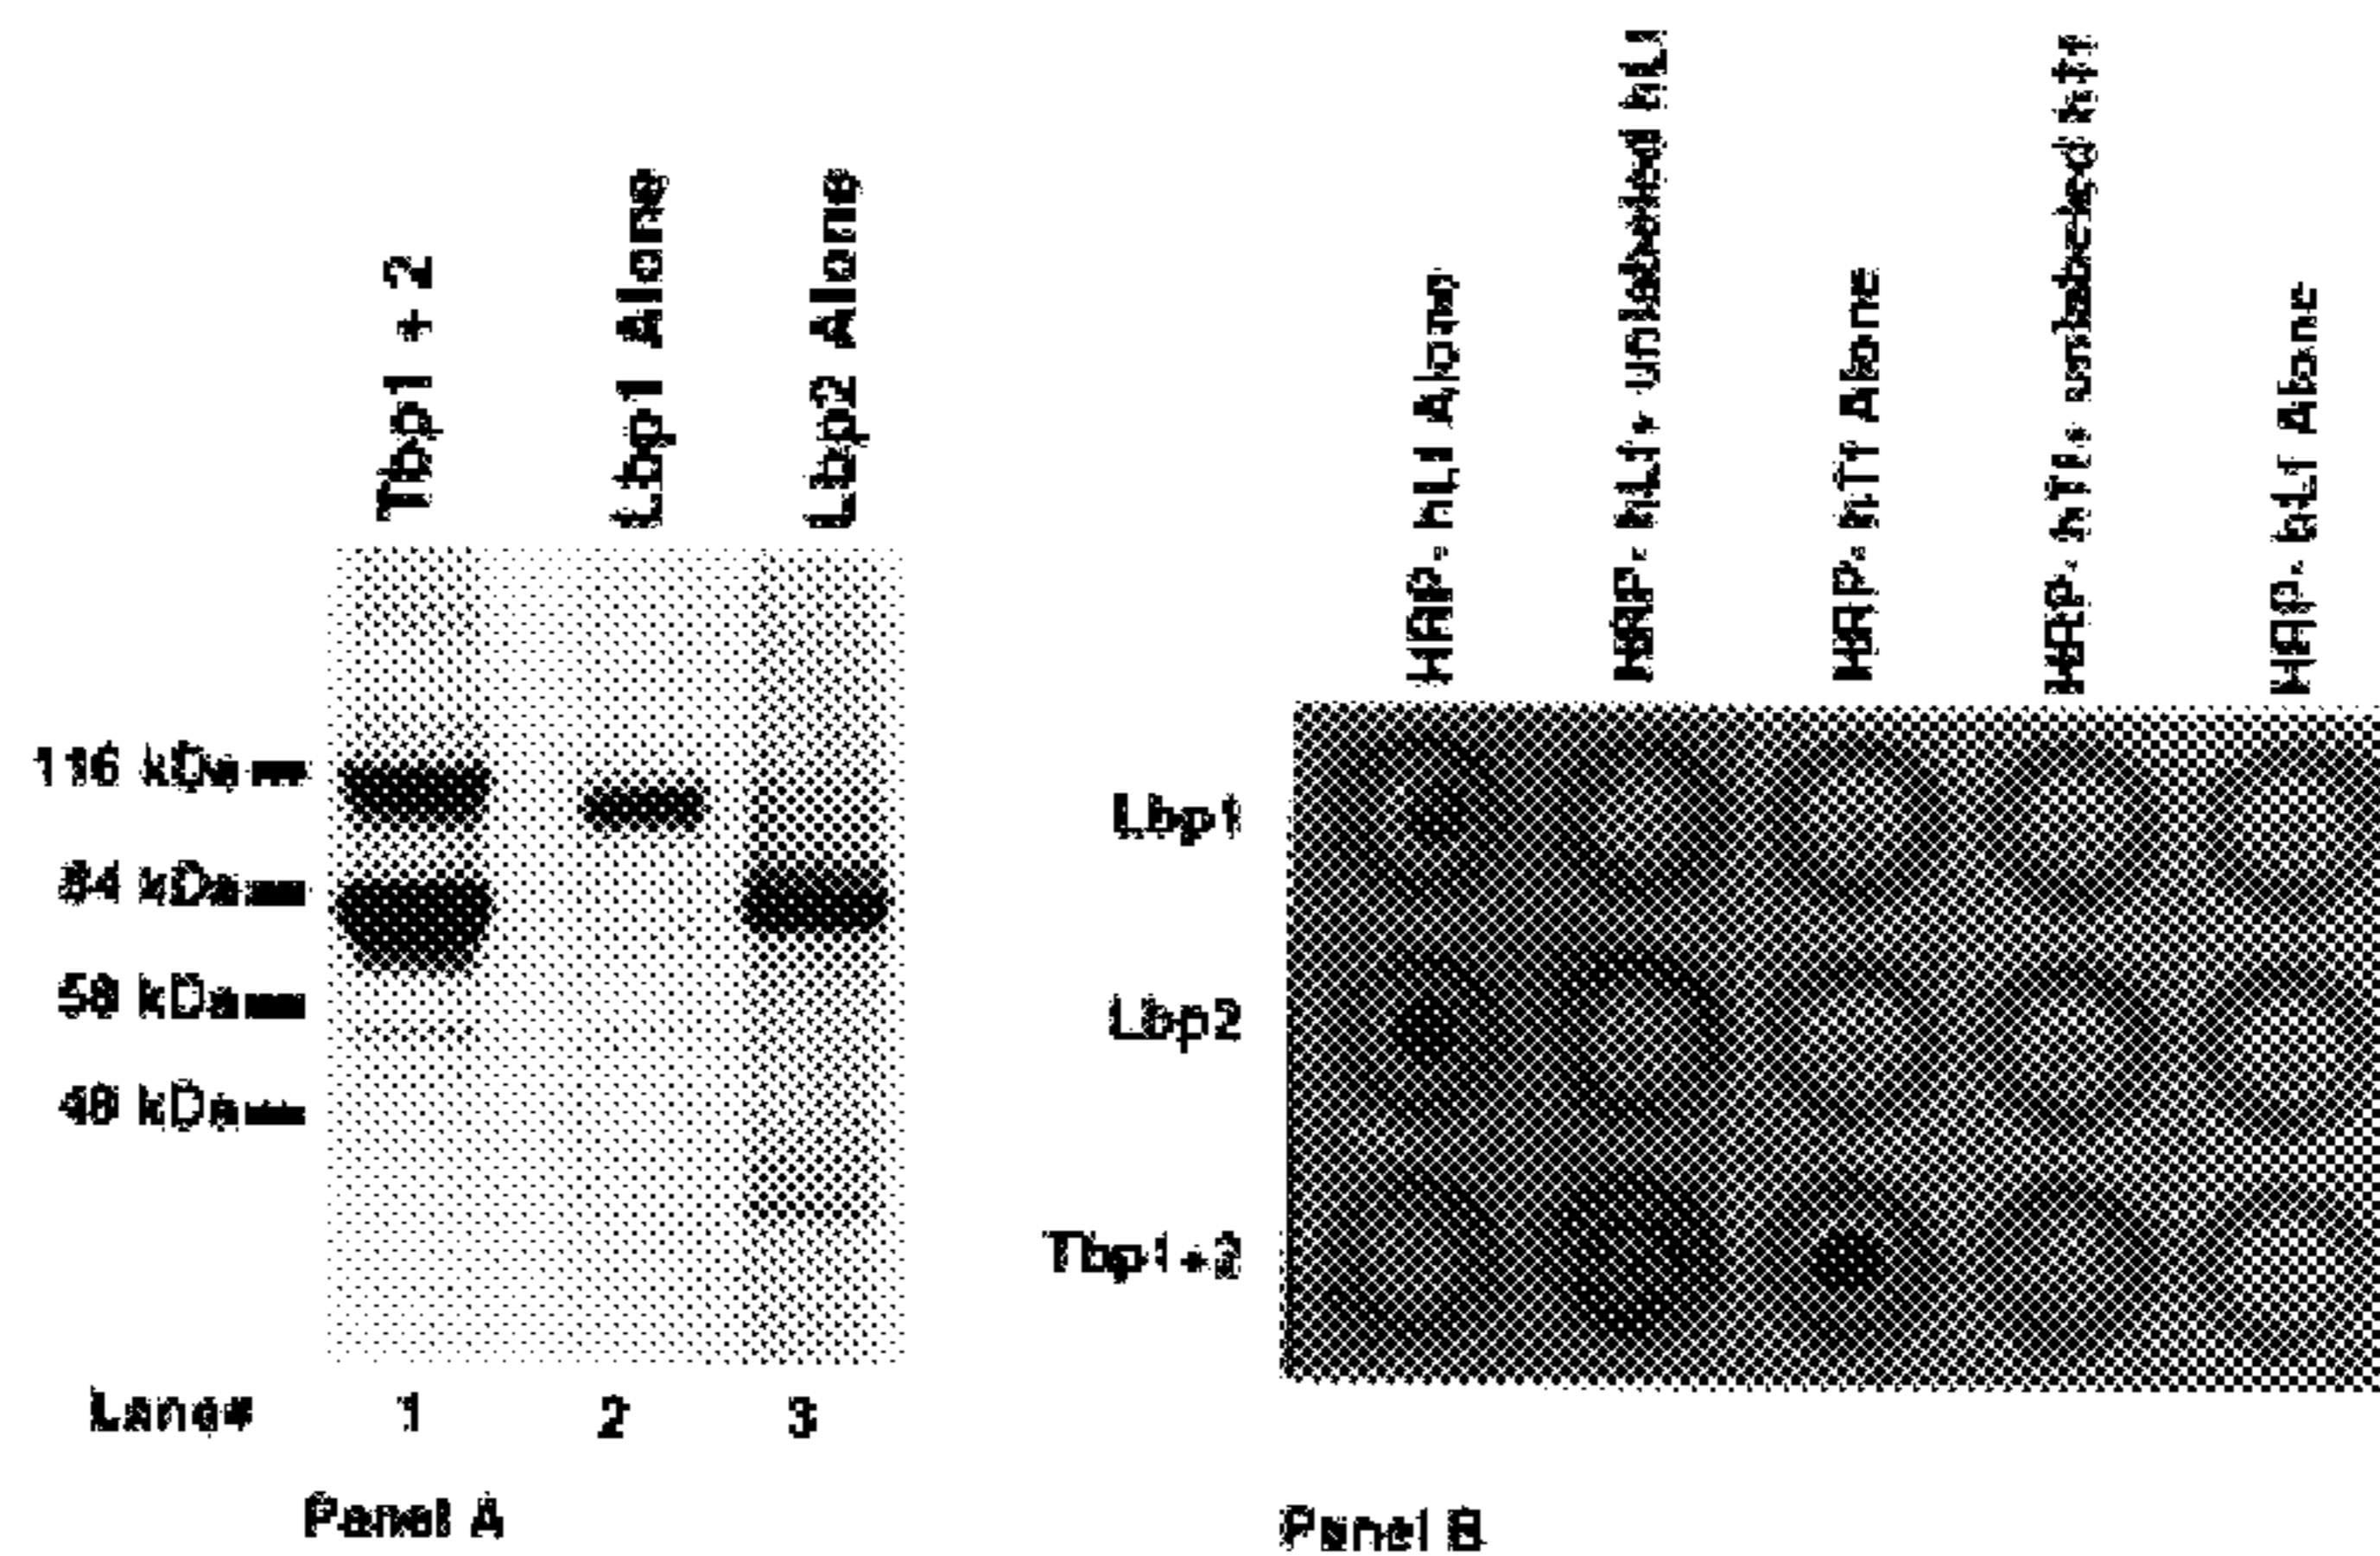 Tbp1 + 2
Lbp1 Alone
Lbp2 Alone
116 kDa
84 kDa
58 kDa
48 kDa
Lane#
1
2
3
Panel A
HRP- hLf Alone
HRP- hLf+ unlabeled hLf
HRP- hTf Alone
HRP- hTf+ unlabeled hTf
HRP- bLf Alone
Lbp1
Lbp2
Tbp1+2
Panel B